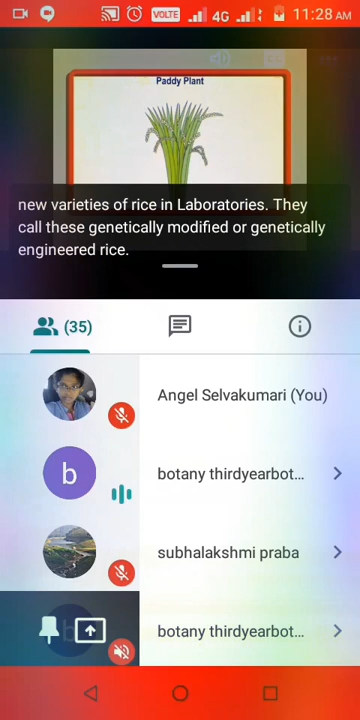 VOLTE 4G 11:28 AM
Paddy Plant
new varieties of rice in Laboratories. They
call these genetically modified or genetically
engineered rice.
(35)
Angel Selvakumari (You)
b
botany thirdyearbot...
subhalakshmi praba
botany thirdyearbot...